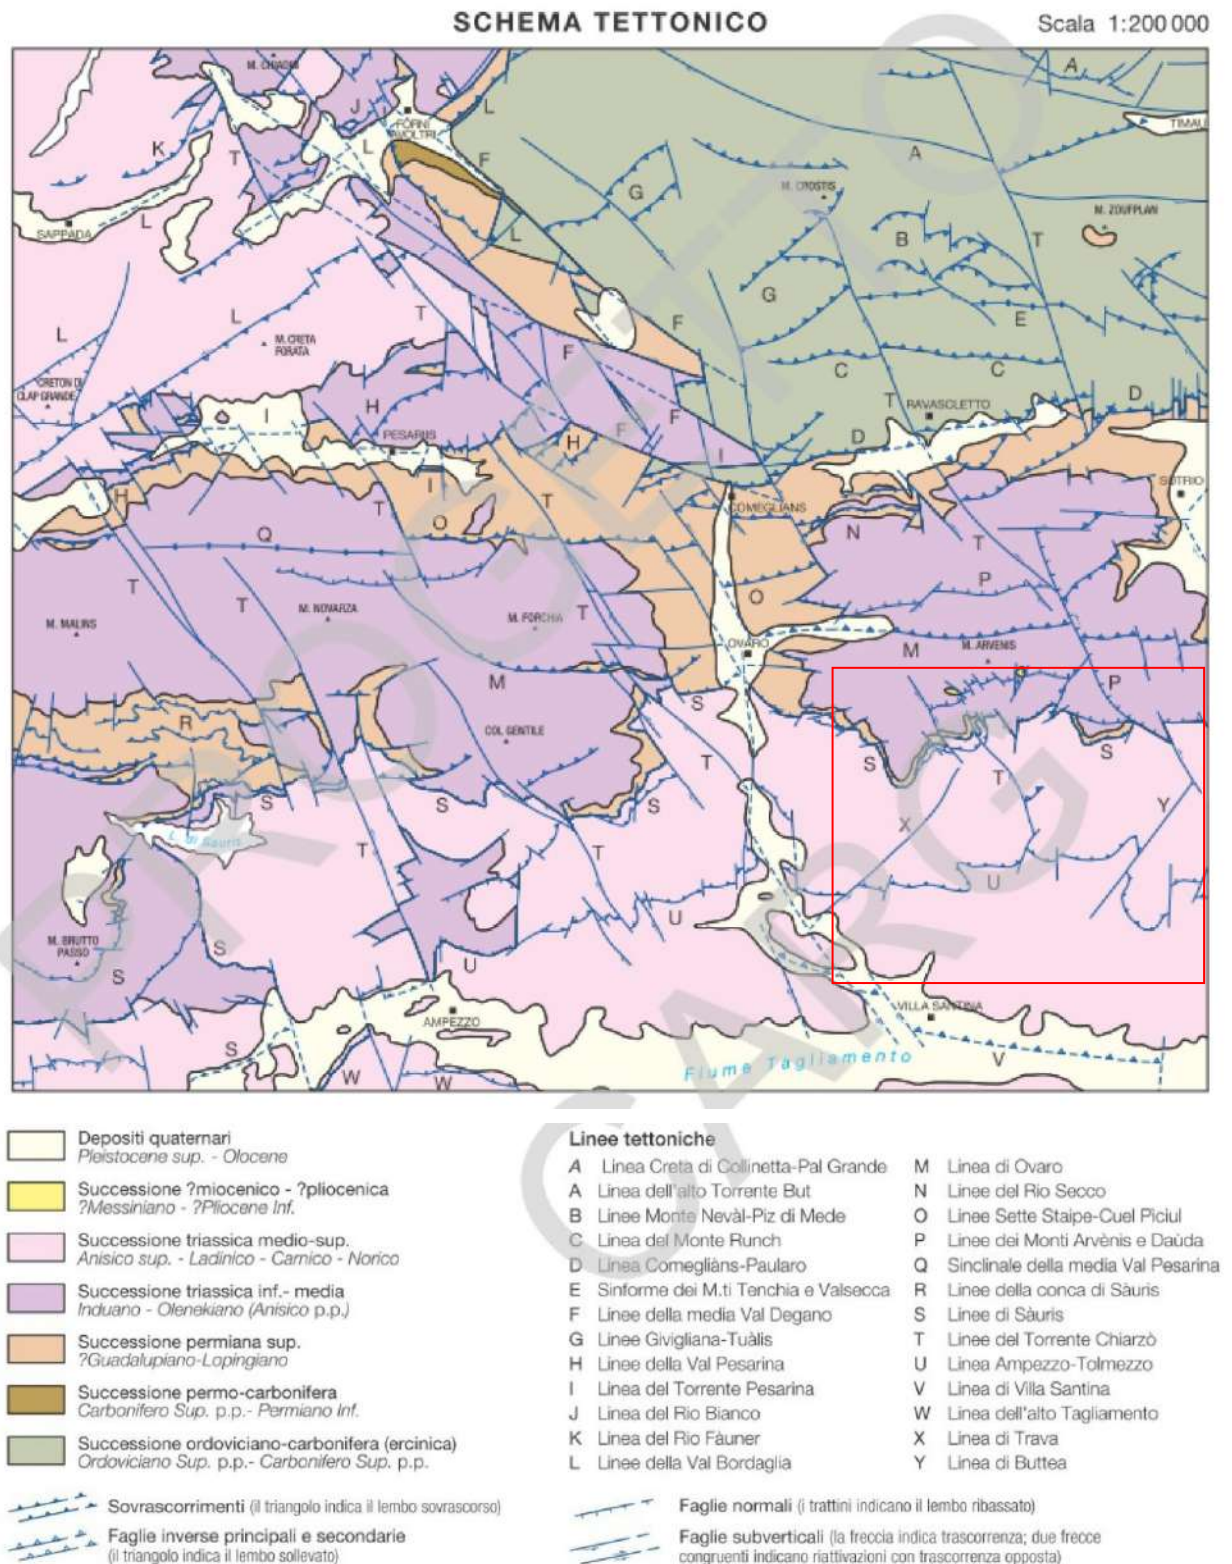 SCHEMA TETTONICO
Scala 1:200 000
M. CHIADIN
A
J
L
FORNI AVOLTRI
TIMAU
K
T
L
F
A
G
M. CROSTIS
M. ZOUFPLAN
L
SAPPADA
L
B
T
G
L
L
T
F
E
M. CRETA FORATA
F
C
C
CRETON DI CLAP GRANDE
H
I
T
RAVASCLETTO
D
PESARIIS
H
F
F
D
I
H
I
T
T
O
COMEGLIANS
SUTRIO
Q
N
T
T
T
P
M. NOVARZA
M. FORCHIA
T
O
M. MALINS
OVARO
M
M. ARVENIS
M
P
S
R
COL GENTILE
T
S
T
S
S
S
S
Y
L. di Sauris
X
T
T
U
U
M. BRUTTO PASSO
S
S
U
VILLA SANTINA
AMPEZZO
S
Fiume Tagliamento
V
W
W
PROGETTO
CARG
Depositi quaternari
Pleistocene sup. - Olocene
Successione ?miocenico - ?pliocenica
?Messiniano - ?Pliocene Inf.
Successione triassica medio-sup.
Anisico sup. - Ladinico - Carnico - Norico
Successione triassica inf.- media
Induano - Olenekiano (Anisico p.p.)
Successione permiana sup.
?Guadalupiano-Lopingiano
Successione permo-carbonifera
Carbonifero Sup. p.p.- Permiano Inf.
Successione ordoviciano-carbonifera (ercinica)
Ordoviciano Sup. p.p.- Carbonifero Sup. p.p.
Linee tettoniche
A Linea Creta di Collinetta-Pal Grande
A Linea dell'alto Torrente But
B Linee Monte Nevàl-Piz di Mede
C Linea del Monte Runch
D Linea Comegliàns-Paularo
E Sinforme dei M.ti Tenchia e Valsecca
F Linee della media Val Degano
G Linee Givigliana-Tuàlis
H Linee della Val Pesarina
I Linea del Torrente Pesarina
J Linea del Rio Bianco
K Linea del Rio Fàuner
L Linee della Val Bordaglia
M Linea di Ovaro
N Linee del Rio Secco
O Linee Sette Staipe-Cuel Piciul
P Linee dei Monti Arvènis e Daùda
Q Sinclinale della media Val Pesarina
R Linee della conca di Sàuris
S Linee di Sàuris
T Linee del Torrente Chiarzò
U Linea Ampezzo-Tolmezzo
V Linea di Villa Santina
W Linea dell'alto Tagliamento
X Linea di Trava
Y Linea di Buttea
Sovrascorrimenti (il triangolo indica il lembo sovrascorso)
Faglie inverse principali e secondarie
(il triangolo indica il lembo sollevato)
Faglie normali (i trattini indicano il lembo ribassato)
Faglie subverticali (la freccia indica trascorrenza; due frecce
congruenti indicano riattivazioni con trascorrenza opposta)